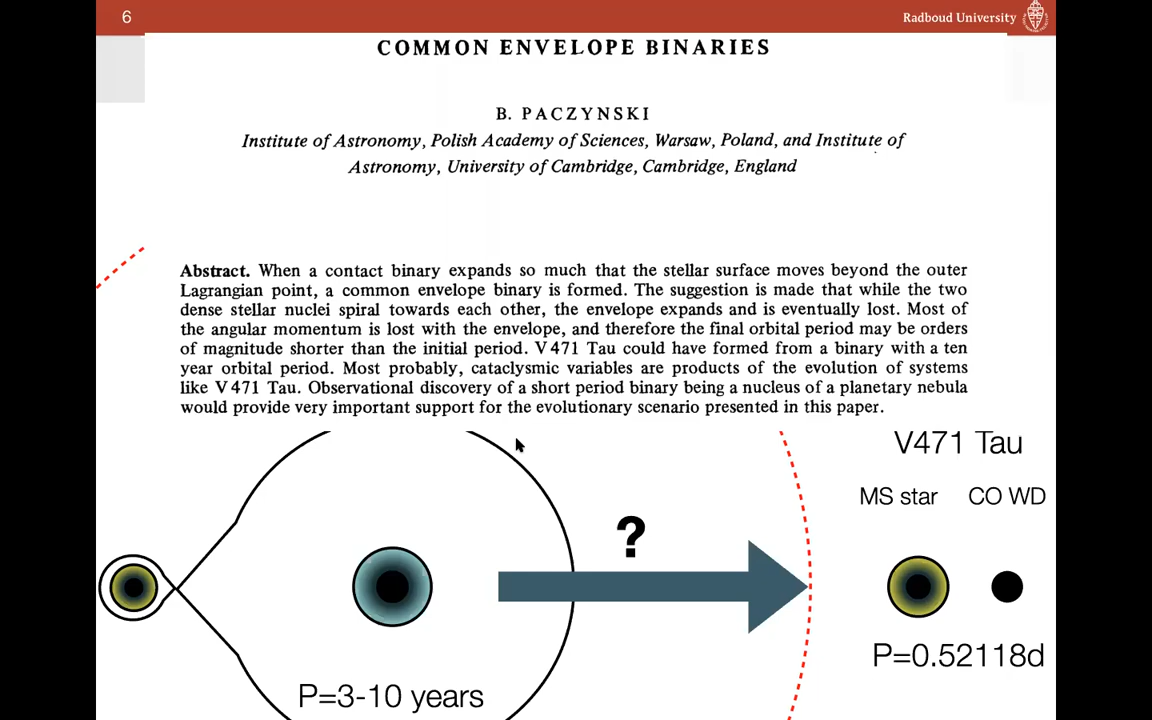 6
Radboud University
COMMON ENVELOPE BINARIES
B. PACZYNSKI
Institute of Astronomy, Polish Academy of Sciences, Warsaw, Poland, and Institute of
Astronomy, University of Cambridge, Cambridge, England
Abstract. When a contact binary expands so much that the stellar surface moves beyond the outer
Lagrangian point, a common envelope binary is formed. The suggestion is made that while the two
dense stellar nuclei spiral towards each other, the envelope expands and is eventually lost. Most of
the angular momentum is lost with the envelope, and therefore the final orbital period may be orders
of magnitude shorter than the initial period. V 471 Tau could have formed from a binary with a ten
year orbital period. Most probably, cataclysmic variables are products of the evolution of systems
like V 471 Tau. Observational discovery of a short period binary being a nucleus of a planetary nebula
would provide very important support for the evolutionary scenario presented in this paper.
V471 Tau
MS star CO WD
?
P=0.52118d
P=3-10 years